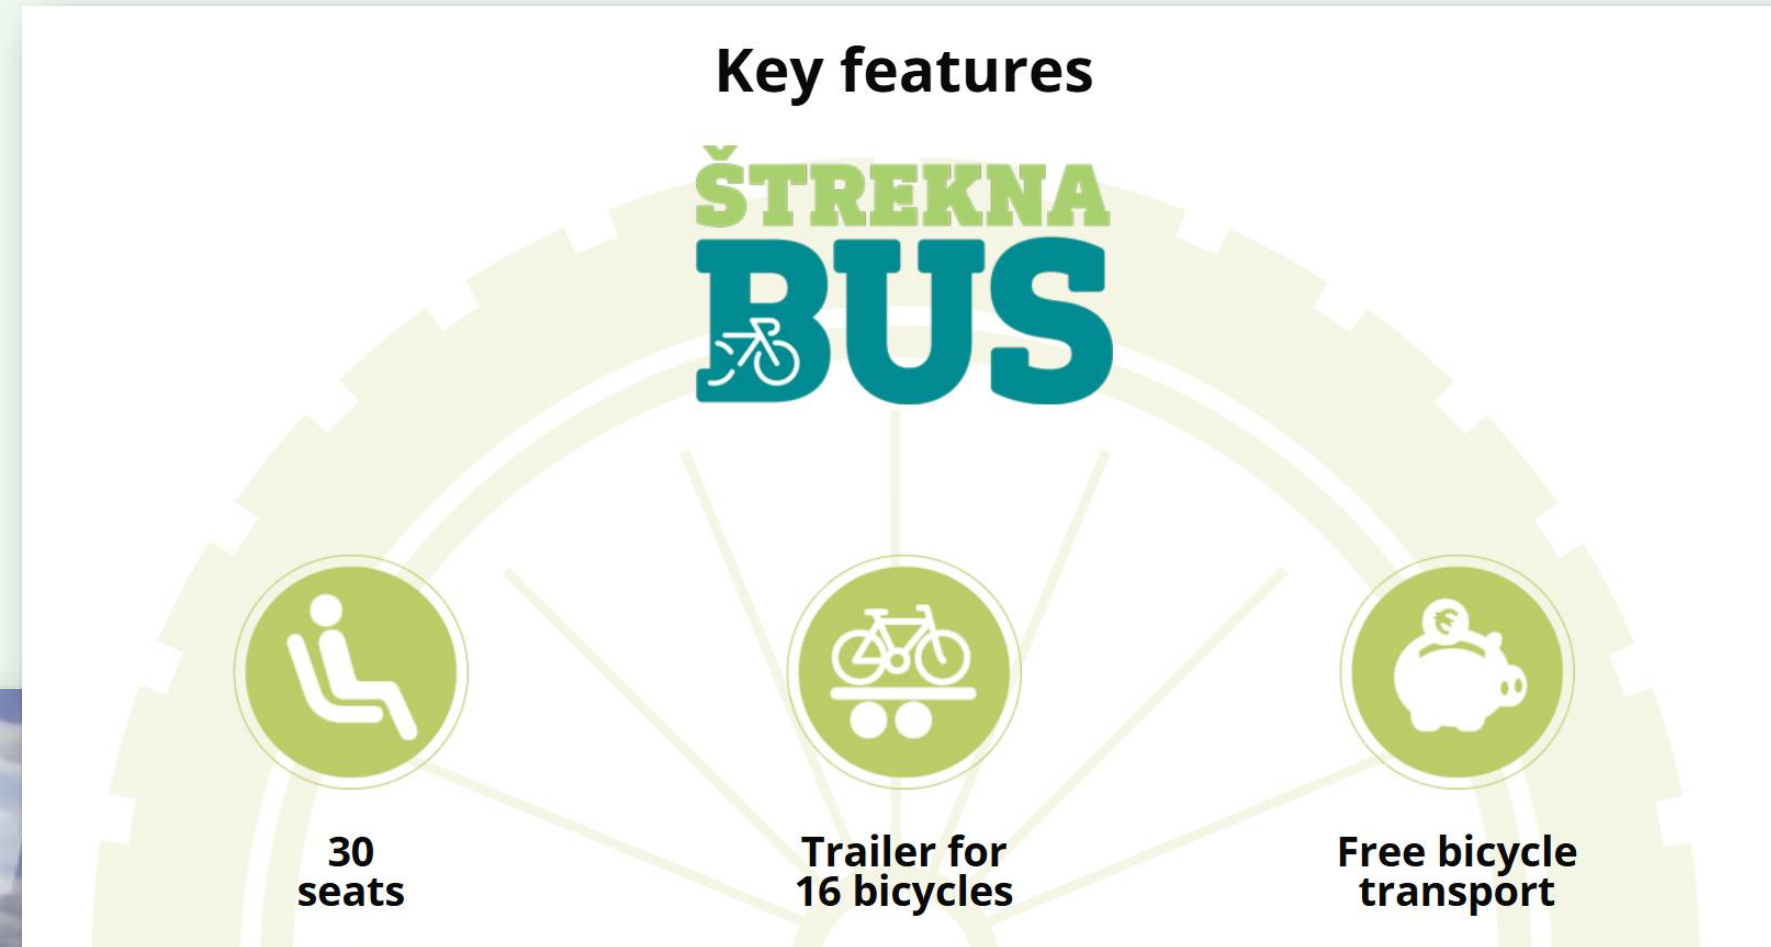 Key features
ŠTREKNA
BUS
30
seats
Trailer for
16 bicycles
Free bicycle
transport